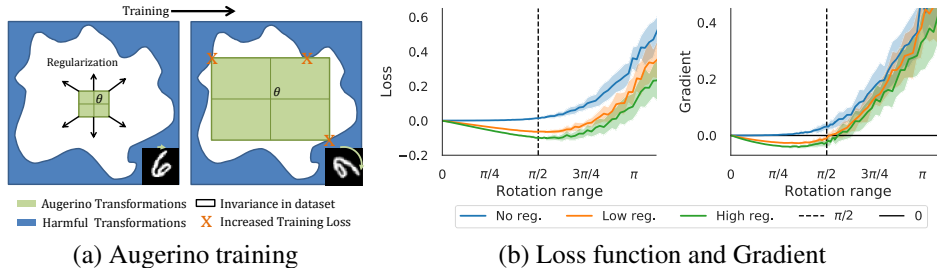 Training
Regularization
θ
X
X
θ
X
Augerino Transformations
Invariance in dataset
Harmful Transformations
X Increased Training Loss
(a) Augerino training
Loss
0.6
0.4
0.2
0.0
−0.2
0
π/4
π/2
3π/4
π
Rotation range
Gradient
0.4
0.2
0.0
0
π/4
π/2
3π/4
π
Rotation range
No reg.
Low reg.
High reg.
π/2
0
(b) Loss function and Gradient